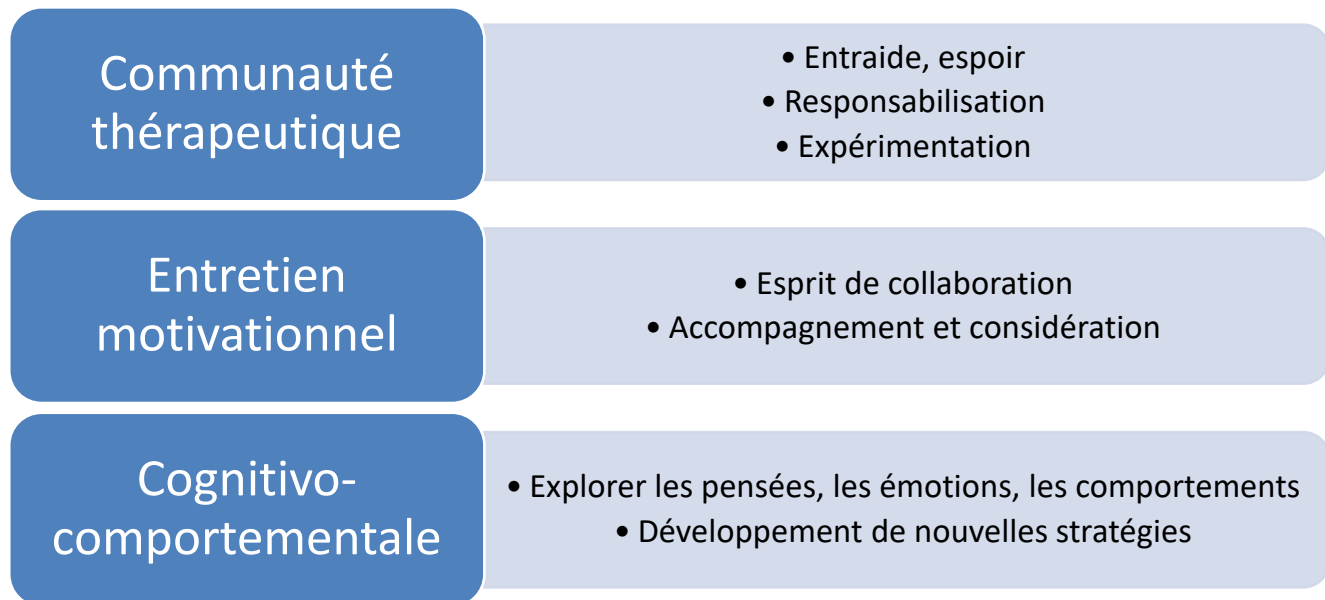 Communauté
thérapeutique
• Entraide, espoir
• Responsabilisation
• Expérimentation
Entretien
motivationnel
• Esprit de collaboration
• Accompagnement et considération
Cognitivo-
comportementale
• Explorer les pensées, les émotions, les comportements
• Développement de nouvelles stratégies